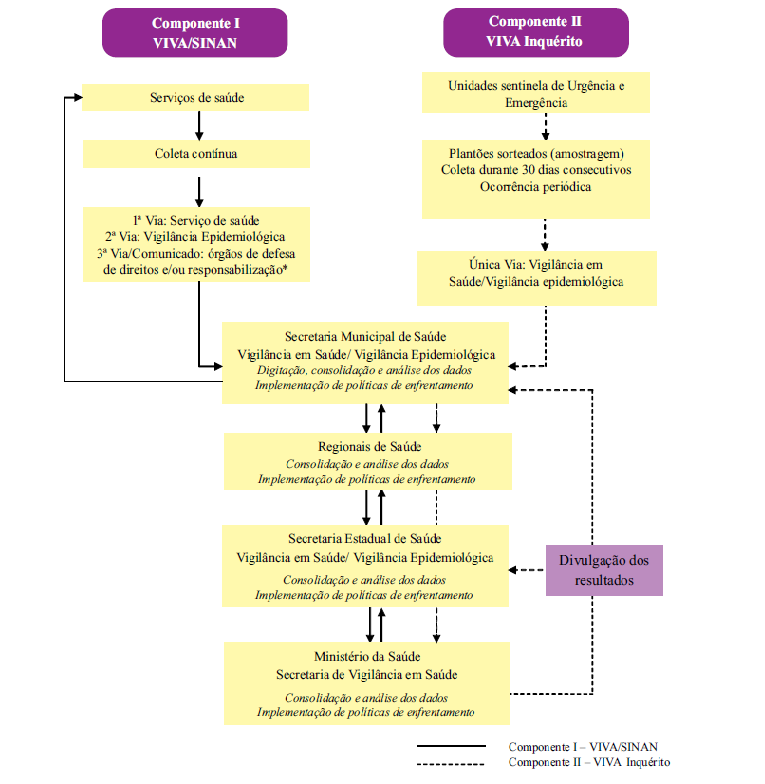 Componente I
VIVA/SINAN
Componente II
VIVA Inquérito
Serviços de saúde
Coleta contínua
1ª Via: Serviço de saúde
2ª Via: Vigilância Epidemiológica
3ª Via/Comunicado: órgãos de defesa
de direitos e/ou responsabilização*
Unidades sentinela de Urgência e
Emergência
Plantões sorteados (amostragem)
Coleta durante 30 dias consecutivos
Ocorrência periódica
Única Via: Vigilância em
Saúde/Vigilância epidemiológica
Secretaria Municipal de Saúde
Vigilância em Saúde/ Vigilância Epidemiológica
Digitação, consolidação e análise dos dados
Implementação de políticas de enfrentamento
Regionais de Saúde
Consolidação e análise dos dados
Implementação de políticas de enfrentamento
Secretaria Estadual de Saúde
Vigilância em Saúde/ Vigilância Epidemiológica
Consolidação e análise dos dados
Implementação de políticas de enfrentamento
Divulgação dos
resultados
Ministério da Saúde
Secretaria de Vigilância em Saúde
Consolidação e análise dos dados
Implementação de políticas de enfrentamento
Componente I – VIVA/SINAN
Componente II – VIVA Inquérito